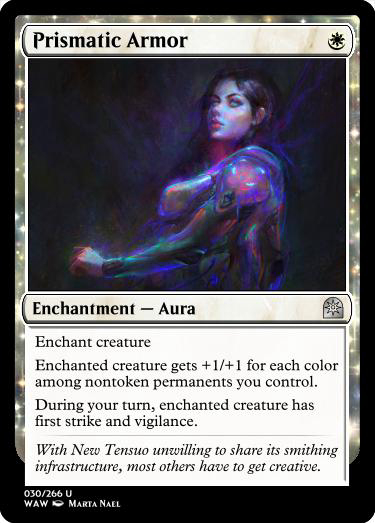 Prismatic Armor
Enchantment — Aura
Enchant creature
Enchanted creature gets +1/+1 for each color
among nontoken permanents you control.
During your turn, enchanted creature has
first strike and vigilance.
With New Tensuo unwilling to share its smithing
infrastructure, most others have to get creative.
030/266 U
WAW Marta Nael